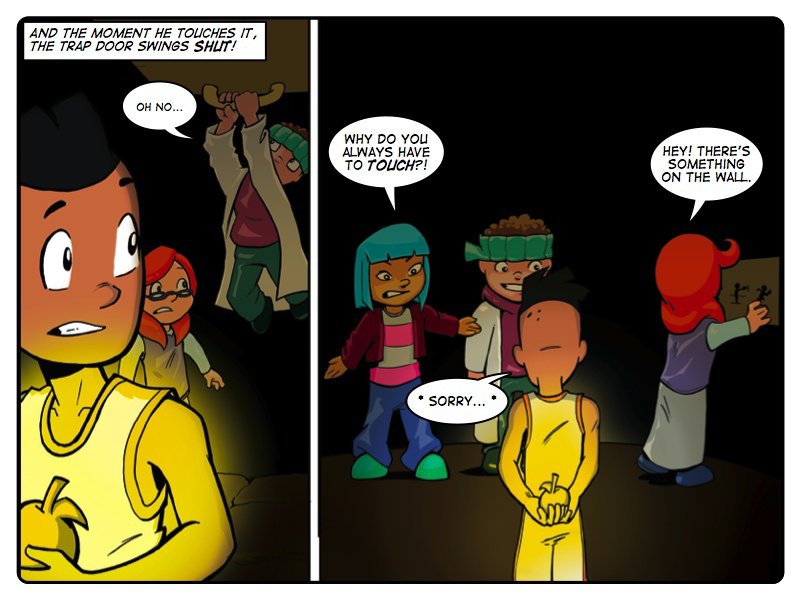 AND THE MOMENT HE TOUCHES IT,
THE TRAP DOOR SWINGS SHUT!
OH NO...
WHY DO YOU
ALWAYS HAVE
TO TOUCH?!
HEY! THERE'S
SOMETHING
ON THE WALL.
* SORRY... *